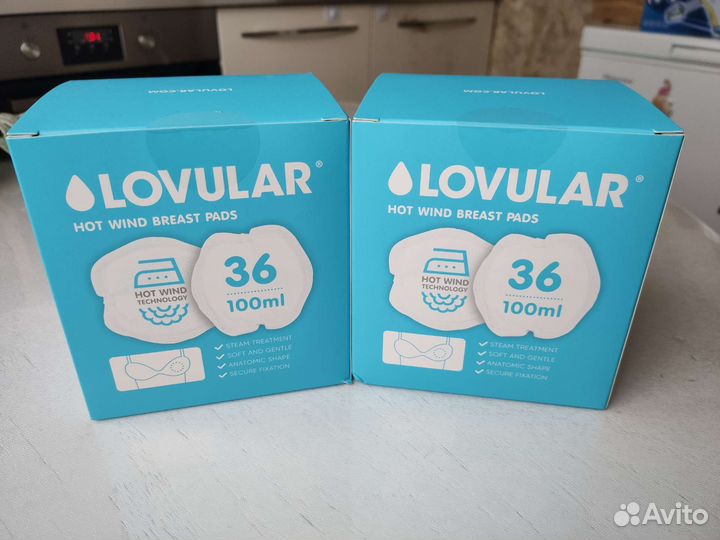 LOVULAR.COM
LOVULAR®
HOT WIND BREAST PADS
HOT WIND
TECHNOLOGY
36
100ml
✓ STEAM TREATMENT
✓ SOFT AND GENTLE
✓ ANATOMIC SHAPE
✓ SECURE FIXATION
LOVULAR.COM
LOVULAR®
HOT WIND BREAST PADS
HOT WIND
TECHNOLOGY
36
100ml
✓ STEAM TREATMENT
✓ SOFT AND GENTLE
✓ ANATOMIC SHAPE
✓ SECURE FIXATION
Avito